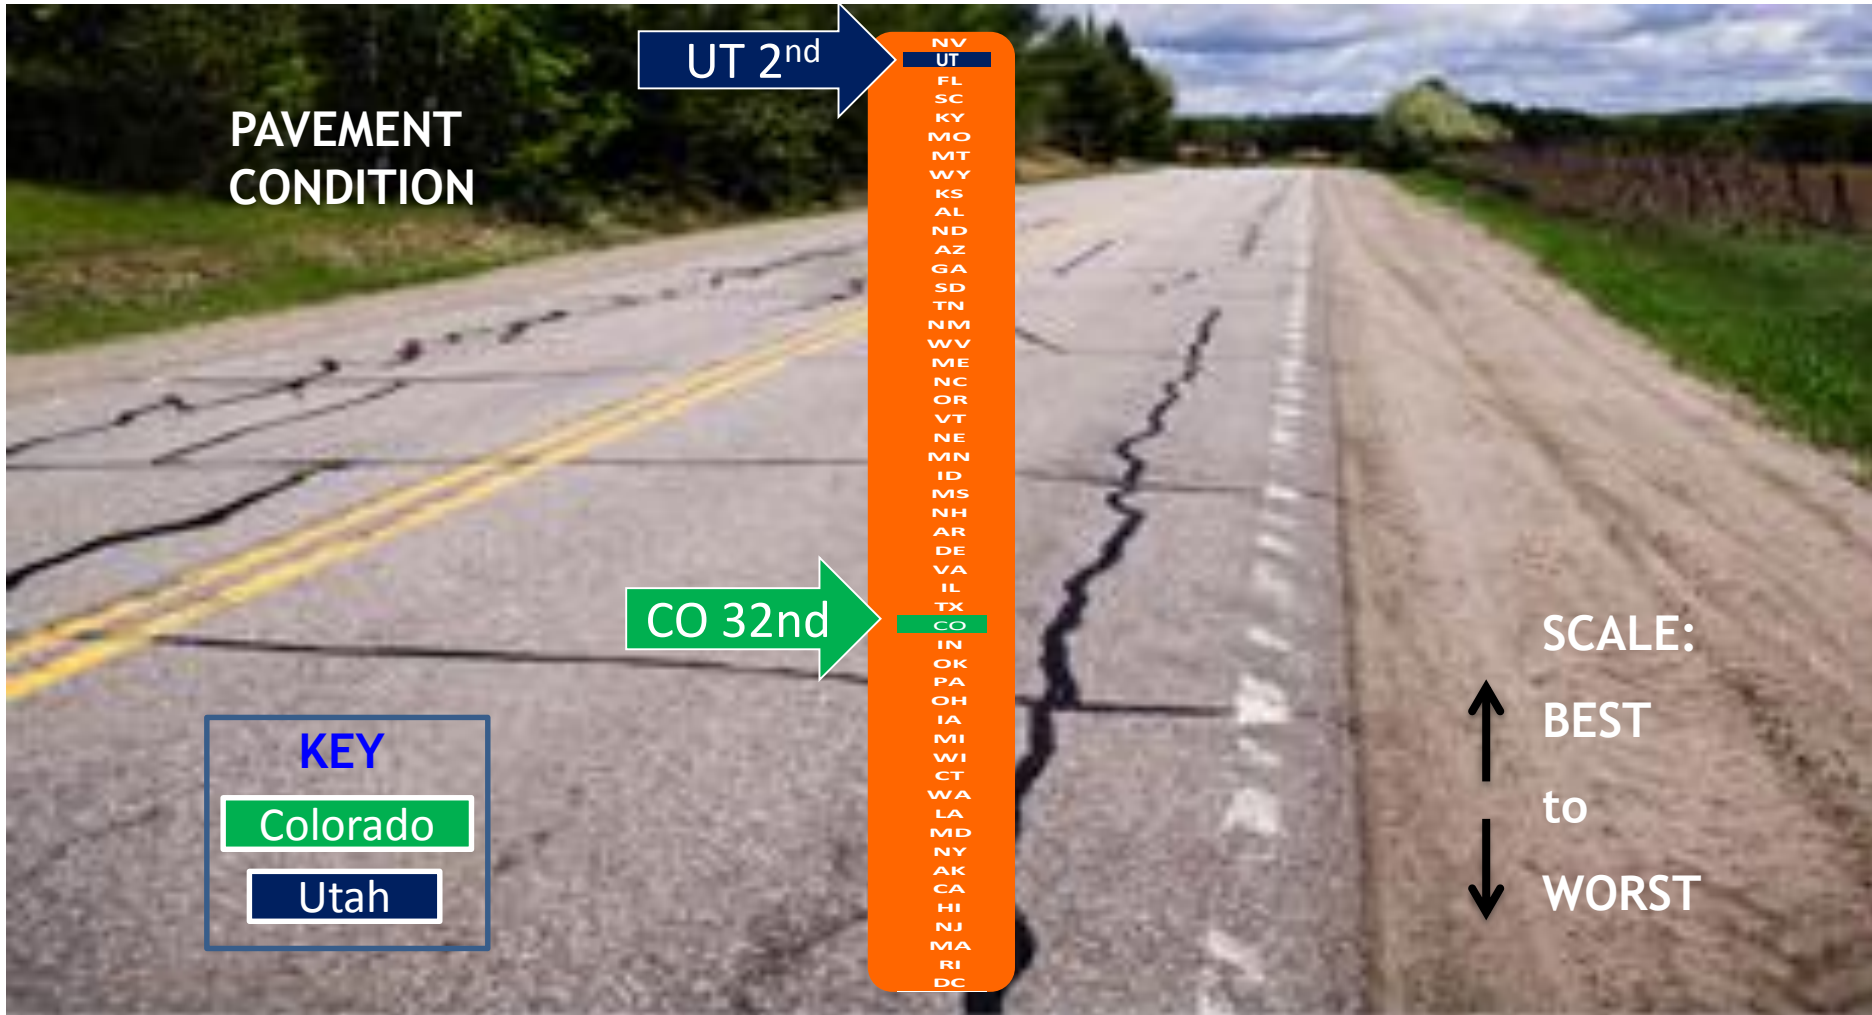 PAVEMENT
CONDITION
UT 2nd
NV
UT
FL
SC
KY
MO
MT
WY
KS
AL
ND
AZ
GA
SD
TN
NM
WV
ME
NC
OR
VT
NE
MN
ID
MS
NH
AR
DE
VA
IL
TX
CO
IN
OK
PA
OH
IA
MI
WI
CT
WA
LA
MD
NY
AK
CA
HI
NJ
MA
RI
DC
CO 32nd
KEY
Colorado
Utah
SCALE:
BEST
to
WORST